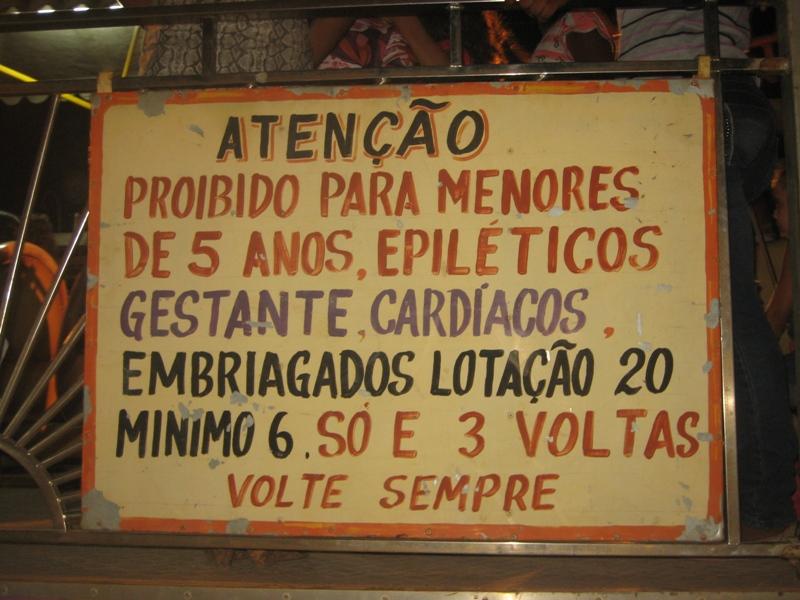 ATENÇÃO
PROIBIDO PARA MENORES
DE 5 ANOS, EPILÉTICOS
GESTANTE, CARDÍACOS,
EMBRIAGADOS LOTAÇÃO 20
MINIMO 6. SÓ E 3 VOLTAS
VOLTE SEMPRE